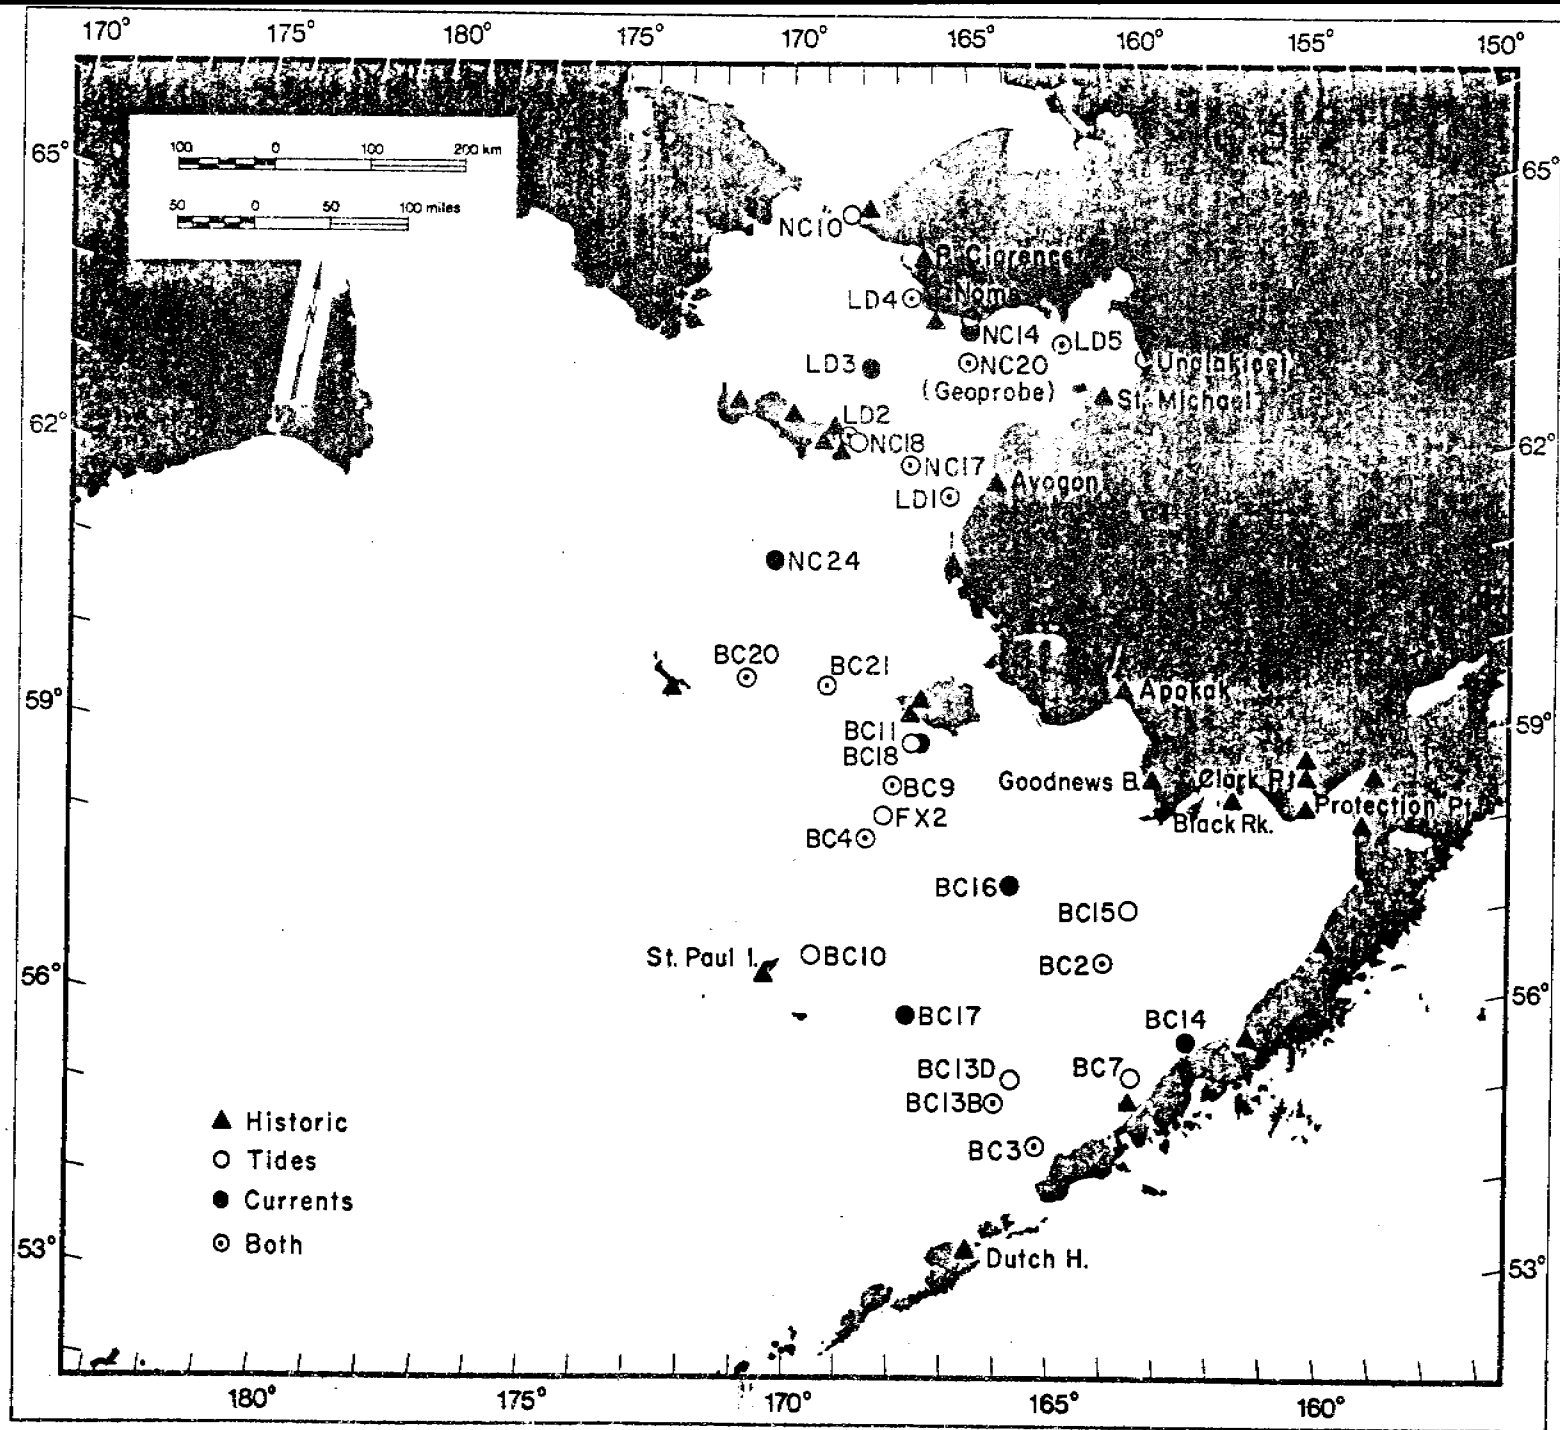 170° 175° 180° 175° 170° 165° 160° 155° 150°
65°
65°
100 0 100 200 km
50 0 50 100 miles
NC10
P. Clarence
LD4
Nome
NC14
LD5
LD3
NC20
(Geoprobe)
Unalakleet
St. Michael
62°
62°
LD2
NC18
NC17
LD1
Avogon
N
NC24
BC20
BC21
59°
59°
Apokak
BC11
BC18
Goodnews B.
Clark Pt.
BC9
Protection Pt.
FX2
Black Rk.
BC4
BC16
BC15
St. Paul I.
BC10
BC2
56°
56°
BC17
BC14
BC13D
BC7
BC13B
BC3
Historic
Tides
Currents
Both
53°
53°
Dutch H.
180° 175° 170° 165° 160°